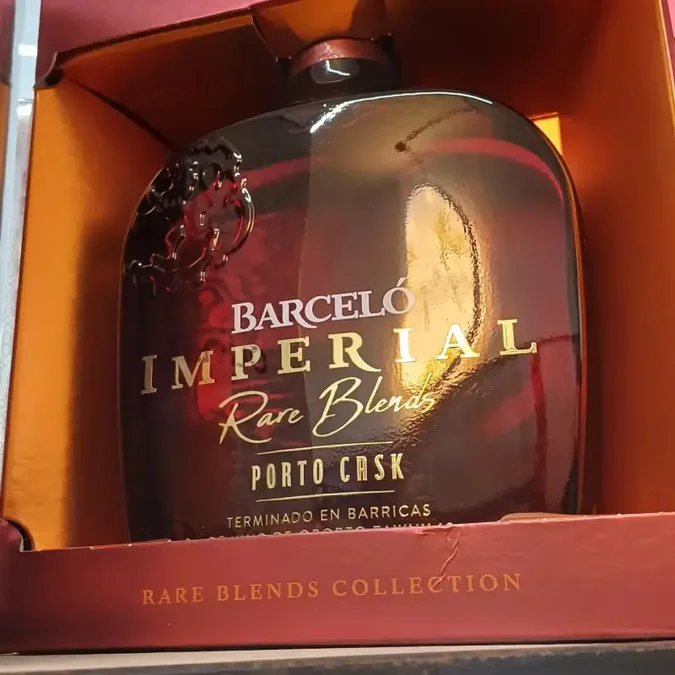 BARCELÓ
IMPERIAL
Rare Blends
PORTO CASK
TERMINADO EN BARRICAS
RARE BLENDS COLLECTION